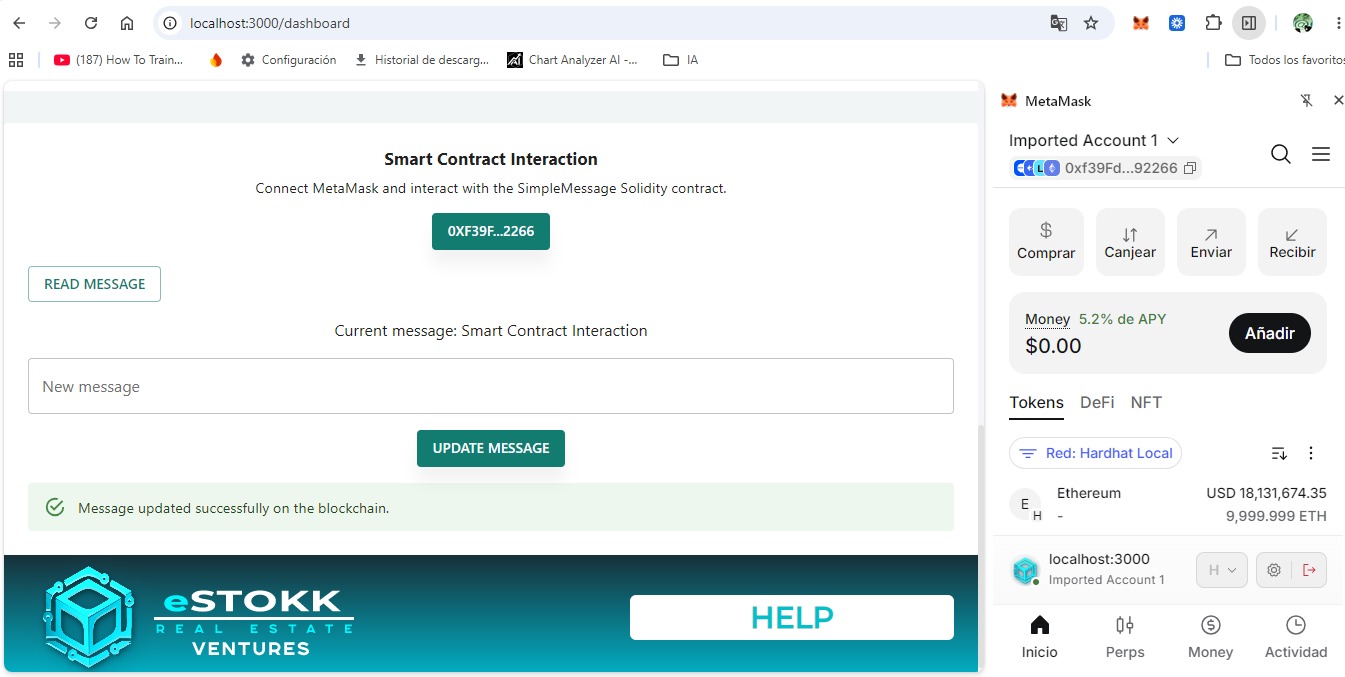 localhost:3000/dashboard
(187) How To Train...
Configuración
Historial de descarg...
Chart Analyzer AI -...
IA
Todos los favoritos
Smart Contract Interaction
Connect MetaMask and interact with the SimpleMessage Solidity contract.
0XF39F...2266
READ MESSAGE
Current message: Smart Contract Interaction
New message
UPDATE MESSAGE
Message updated successfully on the blockchain.
eSTOKK
REAL ESTATE
VENTURES
HELP
MetaMask
Imported Account 1
0xf39Fd...92266
$
Comprar
Canjear
Enviar
Recibir
Money 5.2% de APY
$0.00
Añadir
Tokens DeFi NFT
Red: Hardhat Local
E
H
Ethereum USD 18,131,674.35
- 9,999.999 ETH
localhost:3000
Imported Account 1
H
Inicio
Perps
Money
Actividad